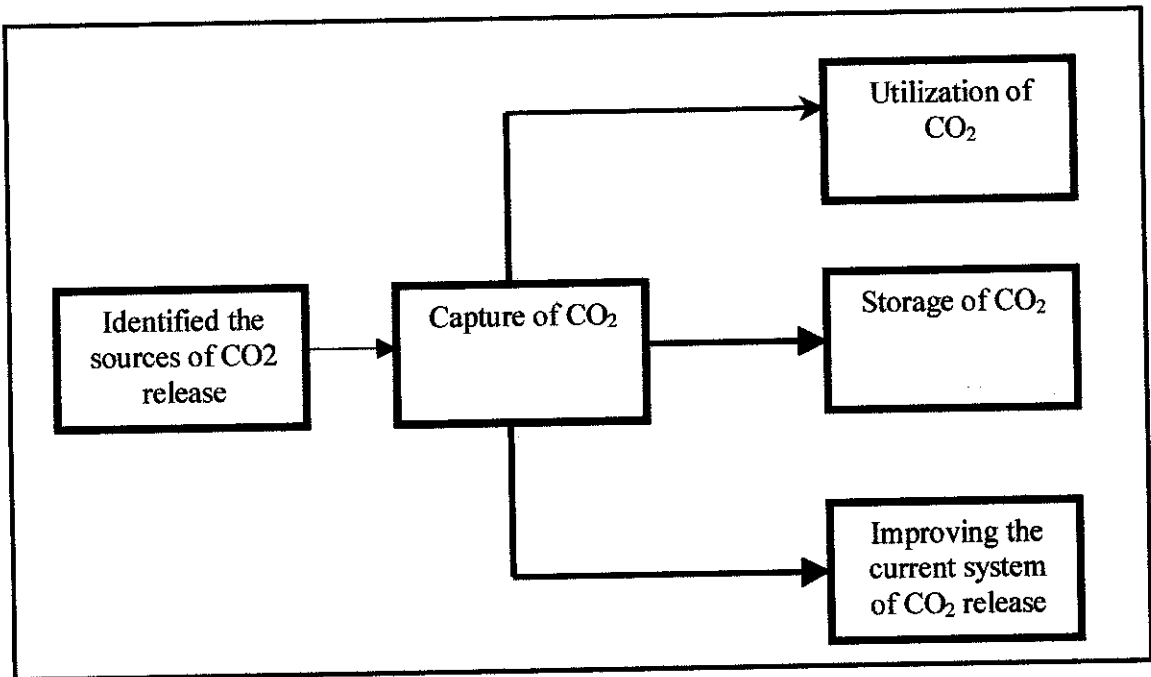 Utilization of
CO₂
Identified the
sources of CO2
release
Capture of CO₂
Storage of CO₂
Improving the
current system
of CO₂ release